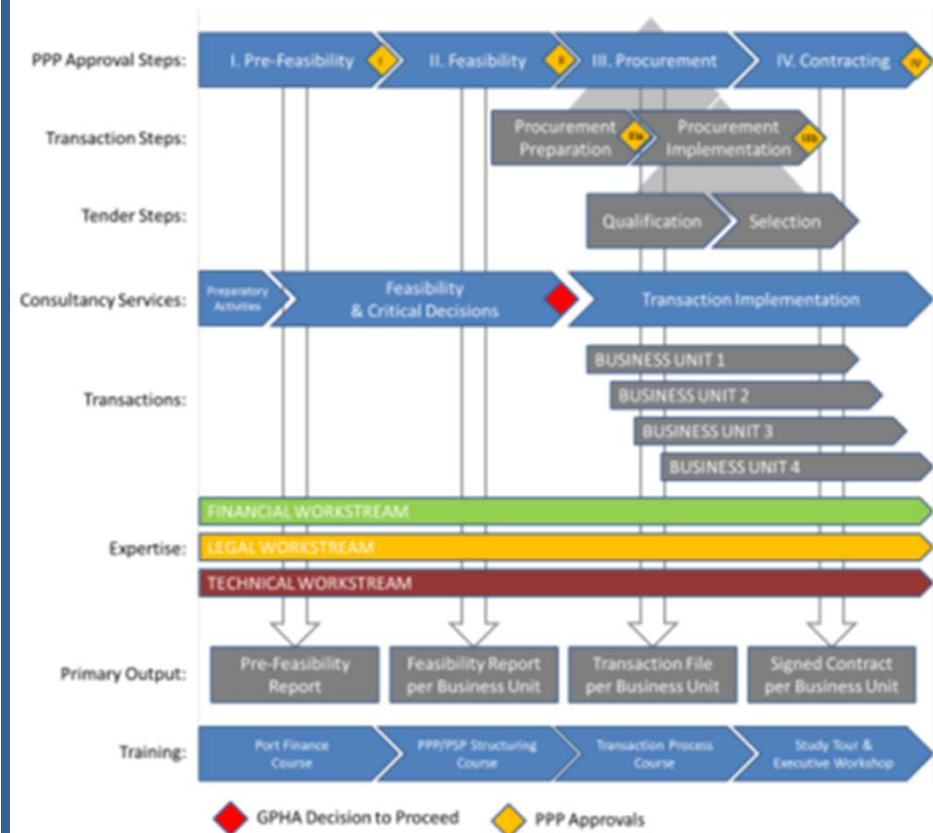 PPP Approval Steps:
I. Pre-Feasibility
I
II. Feasibility
II
III. Procurement
IV. Contracting
IV
Transaction Steps:
Procurement
Preparation
IIIa
Procurement
Implementation
IIIb
Tender Steps:
Qualification
Selection
Consultancy Services:
Preparatory
Activities
Feasibility
& Critical Decisions
Transaction Implementation
Transactions:
BUSINESS UNIT 1
BUSINESS UNIT 2
BUSINESS UNIT 3
BUSINESS UNIT 4
Expertise:
FINANCIAL WORKSTREAM
LEGAL WORKSTREAM
TECHNICAL WORKSTREAM
Primary Output:
Pre-Feasibility
Report
Feasibility Report
per Business Unit
Transaction File
per Business Unit
Signed Contract
per Business Unit
Training:
Port Finance
Course
PPP/PSP Structuring
Course
Transaction Process
Course
Study Tour &
Executive Workshop
GPHA Decision to Proceed
PPP Approvals